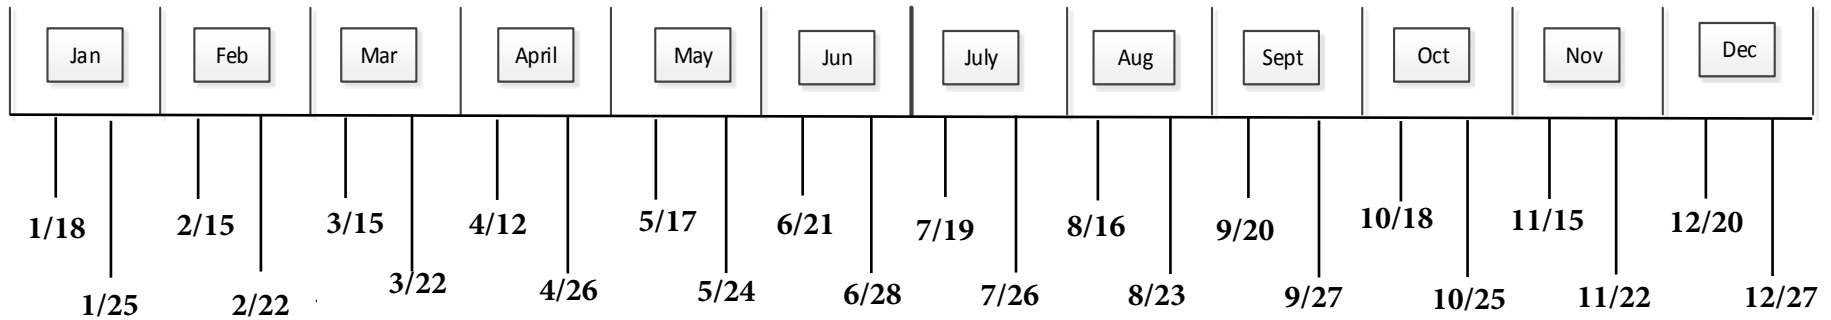 Jan Feb Mar April May Jun July Aug Sept Oct Nov Dec
1/18 2/15 3/15 4/12 5/17 6/21 7/19 8/16 9/20 10/18 11/15 12/20
1/25 2/22 3/22 4/26 5/24 6/28 7/26 8/23 9/27 10/25 11/22 12/27